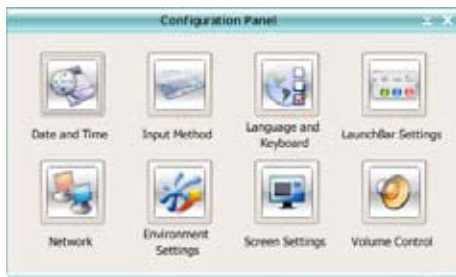 Configuration Panel
Date and Time
Input Method
Language and
Keyboard
LaunchBar Settings
Network
Environment
Settings
Screen Settings
Volume Control